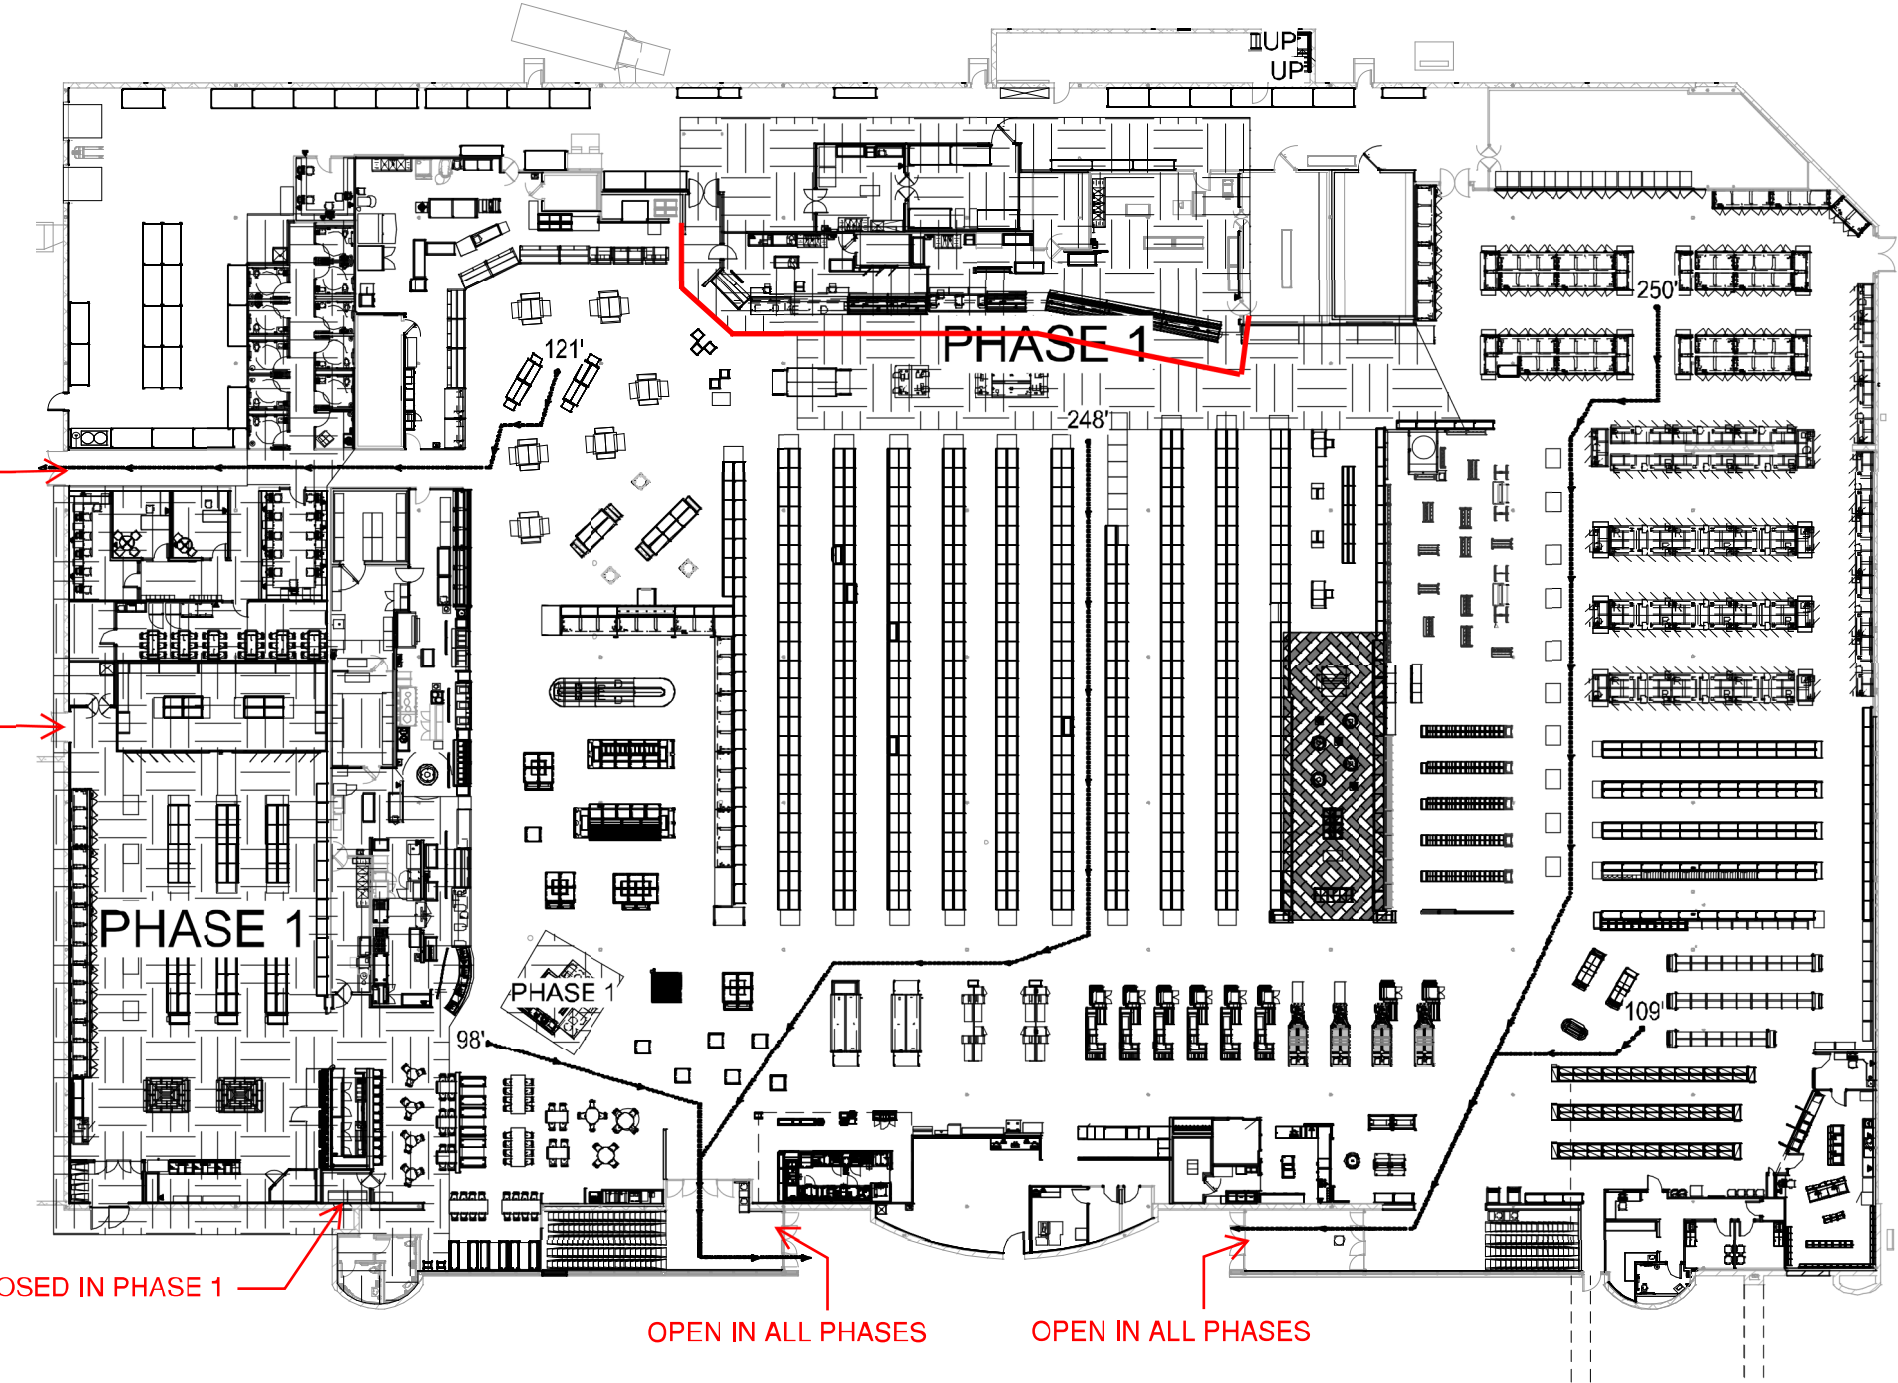 UP
UP
250'
121'
PHASE 1
248'
PHASE 1
PHASE 1
109'
98'
OSED IN PHASE 1
OPEN IN ALL PHASES
OPEN IN ALL PHASES